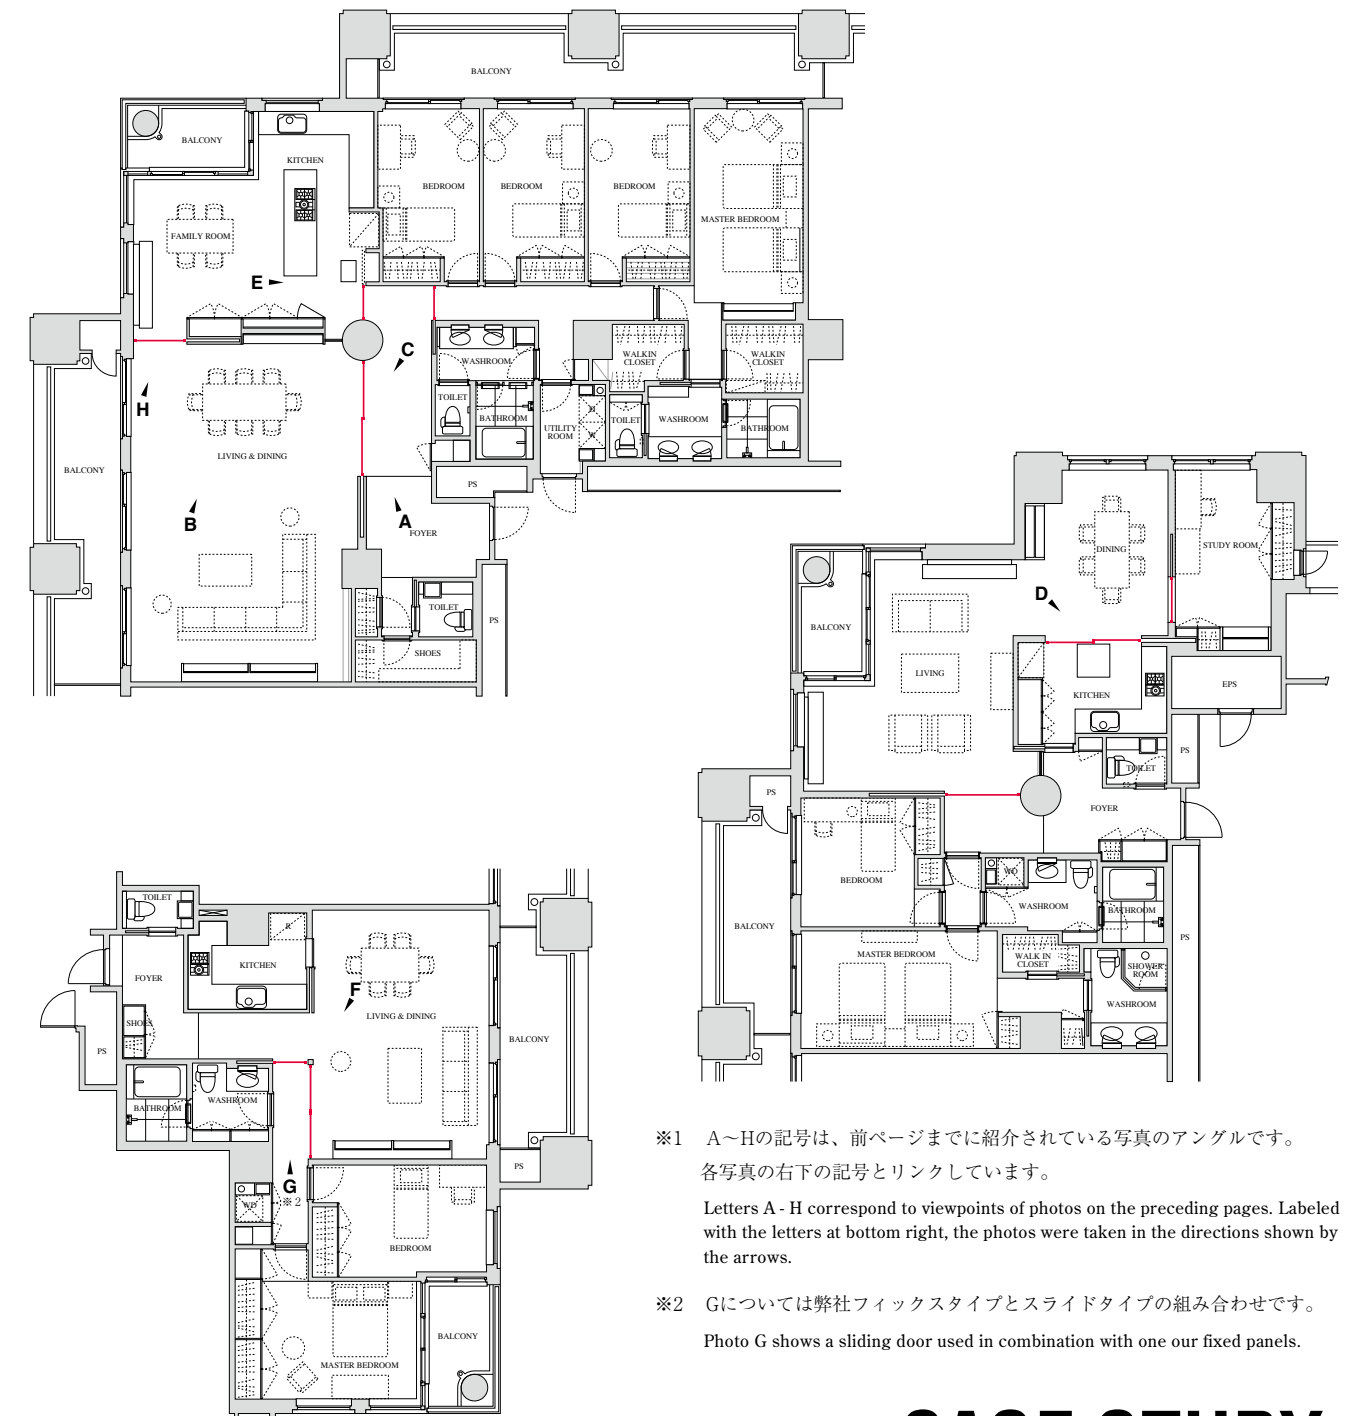 BALCONY
BALCONY
KITCHEN
BEDROOM
BEDROOM
BEDROOM
MASTER BEDROOM
FAMILY ROOM
E
C
WASHROOM
WALKIN
CLOSET
WALKIN
CLOSET
H
TOILET
BATHROOM
UTILITY
ROOM
TOILET
WASHROOM
BATHROOM
LIVING & DINING
BALCONY
PS
B
A
FOYER
TOILET
PS
SHOES
DINING
STUDY ROOM
D
BALCONY
LIVING
KITCHEN
EPS
PS
TOILET
PS
FOYER
BEDROOM
WD
WASHROOM
BATHROOM
BALCONY
MASTER BEDROOM
WALK IN
CLOSET
SHOWER
ROOM
WASHROOM
PS
TOILET
R
KITCHEN
FOYER
F
LIVING & DINING
SHOES
PS
BALCONY
BATHROOM
WASHROOM
PS
G
※2
WD
BEDROOM
BALCONY
MASTER BEDROOM
※1 A〜Hの記号は、前ページまでに紹介されている写真のアングルです。
各写真の右下の記号とリンクしています。
Letters A - H correspond to viewpoints of photos on the preceding pages. Labeled
with the letters at bottom right, the photos were taken in the directions shown by
the arrows.
※2 Gについては弊社フィックスタイプとスライドタイプの組み合わせです。
Photo G shows a sliding door used in combination with one our fixed panels.
CASE STUDY